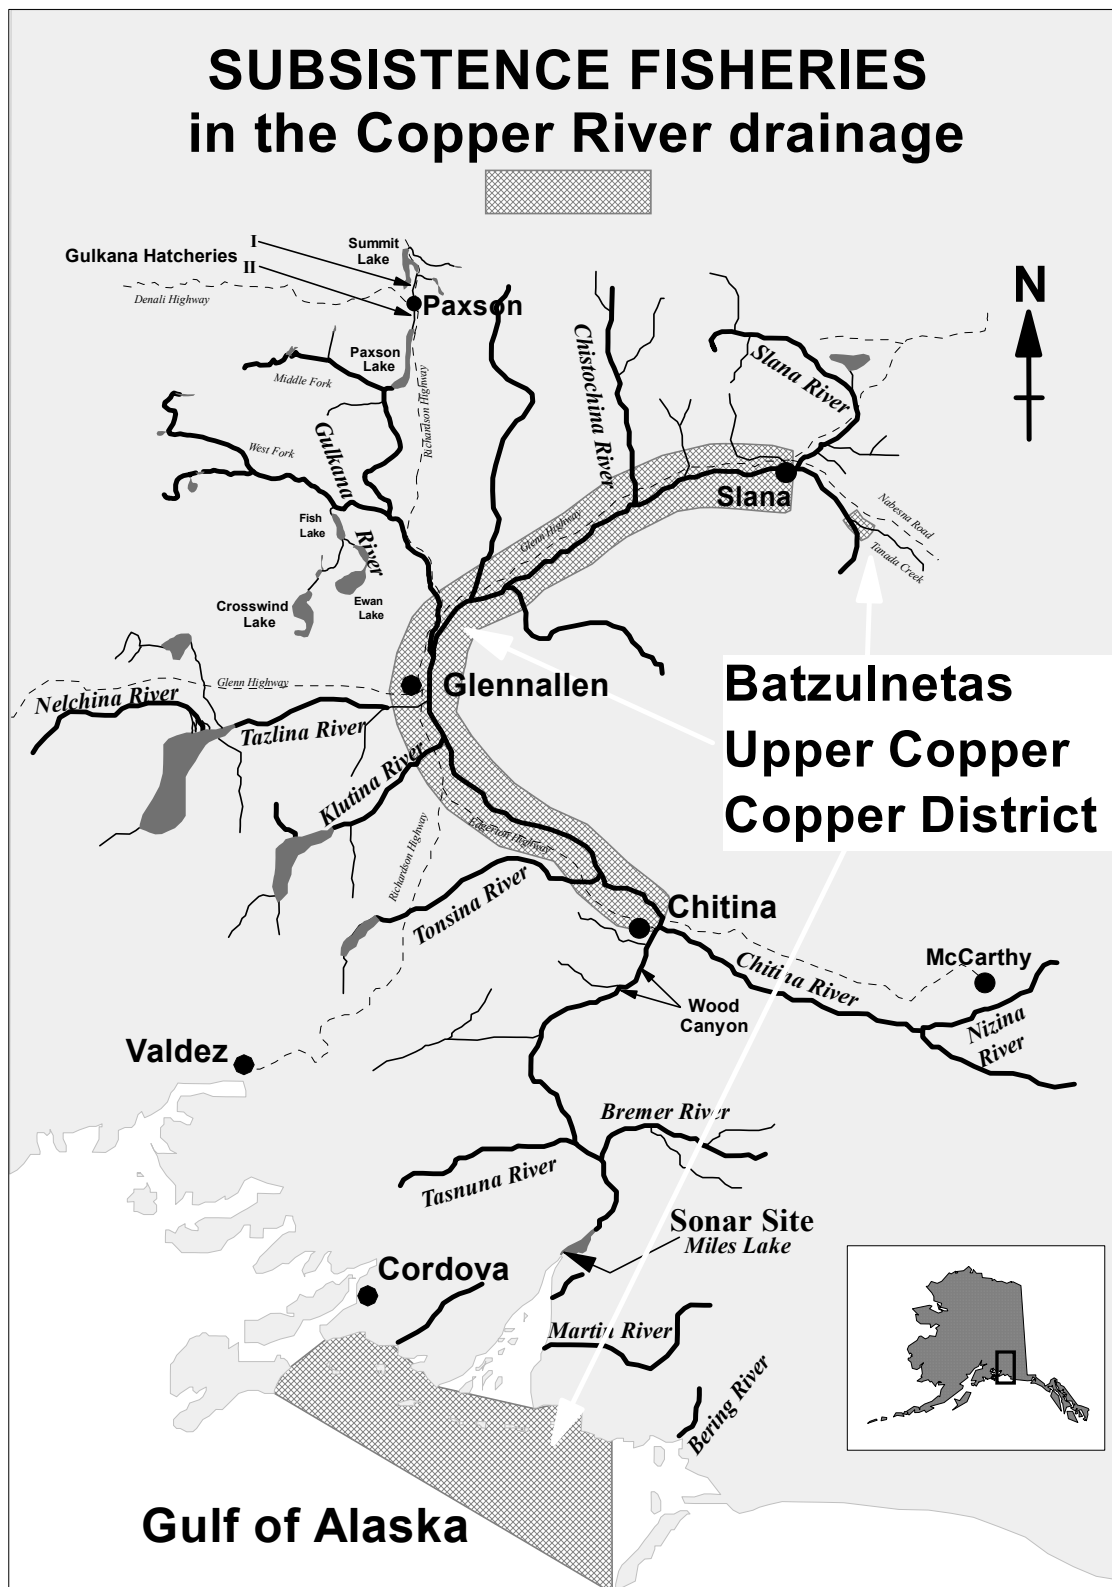 SUBSISTENCE FISHERIES
in the Copper River drainage
Gulkana Hatcheries
I
II
Summit
Lake
Denali Highway
Paxson
N
Paxson
Lake
Middle Fork
Richardson Highway
Chistochina River
Slana River
West Fork
Gulkana
River
Slana
Fish
Lake
Glenn Highway
Nabesna Road
Tanada Creek
Crosswind
Lake
Ewan
Lake
Nelchina River
Glenn Highway
Glennallen
Tazlina River
Batzulnetas
Upper Copper
Copper District
Klutina River
Richardson Highway
Edgerton Highway
Tonsina River
Chitina
Chitina River
McCarthy
Wood
Canyon
Nizina
River
Valdez
Bremer River
Tasnuna River
Sonar Site
Miles Lake
Cordova
Martin River
Bering River
Gulf of Alaska